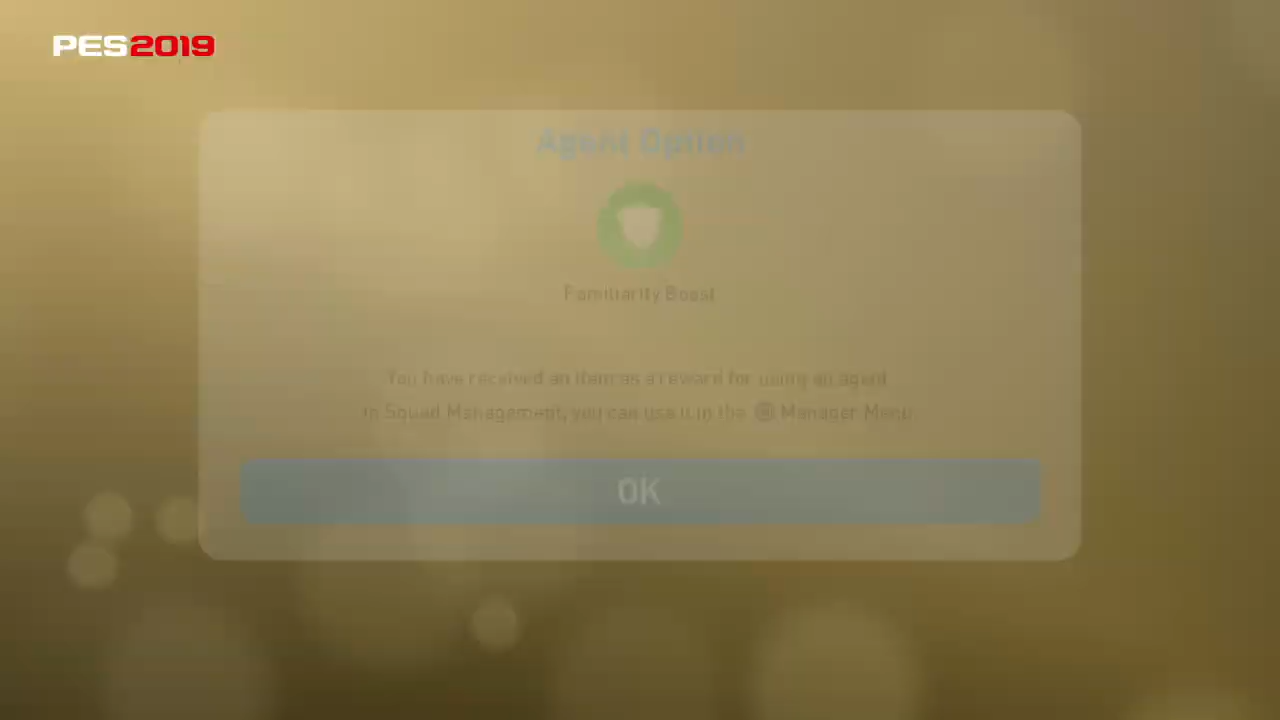 PES2019
Agent Option
Familiarity Boost
You have received an item as a reward for using an agent
In Squad Management, you can use it in the Manager Menu.
OK